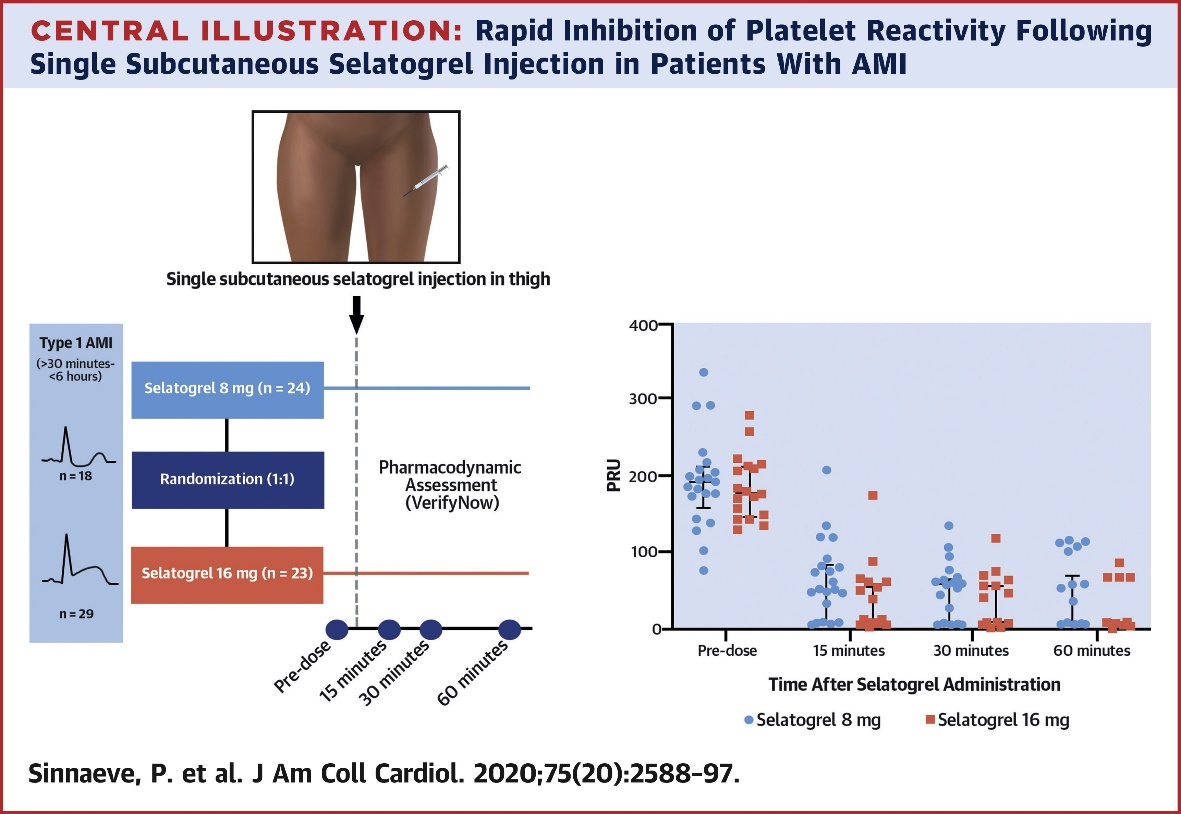 CENTRAL ILLUSTRATION: Rapid Inhibition of Platelet Reactivity Following
Single Subcutaneous Selatogrel Injection in Patients With AMI
Single subcutaneous selatogrel injection in thigh
Type 1 AMI
(>30 minutes-
<6 hours)
n = 18
n = 29
Selatogrel 8 mg (n = 24)
Randomization (1:1)
Selatogrel 16 mg (n = 23)
Pharmacodynamic
Assessment
(VerifyNow)
Pre-dose
15 minutes
30 minutes
60 minutes
PRU
400
300
200
100
0
Pre-dose
15 minutes
30 minutes
60 minutes
Time After Selatogrel Administration
Selatogrel 8 mg
Selatogrel 16 mg
Sinnaeve, P. et al. J Am Coll Cardiol. 2020;75(20):2588–97.